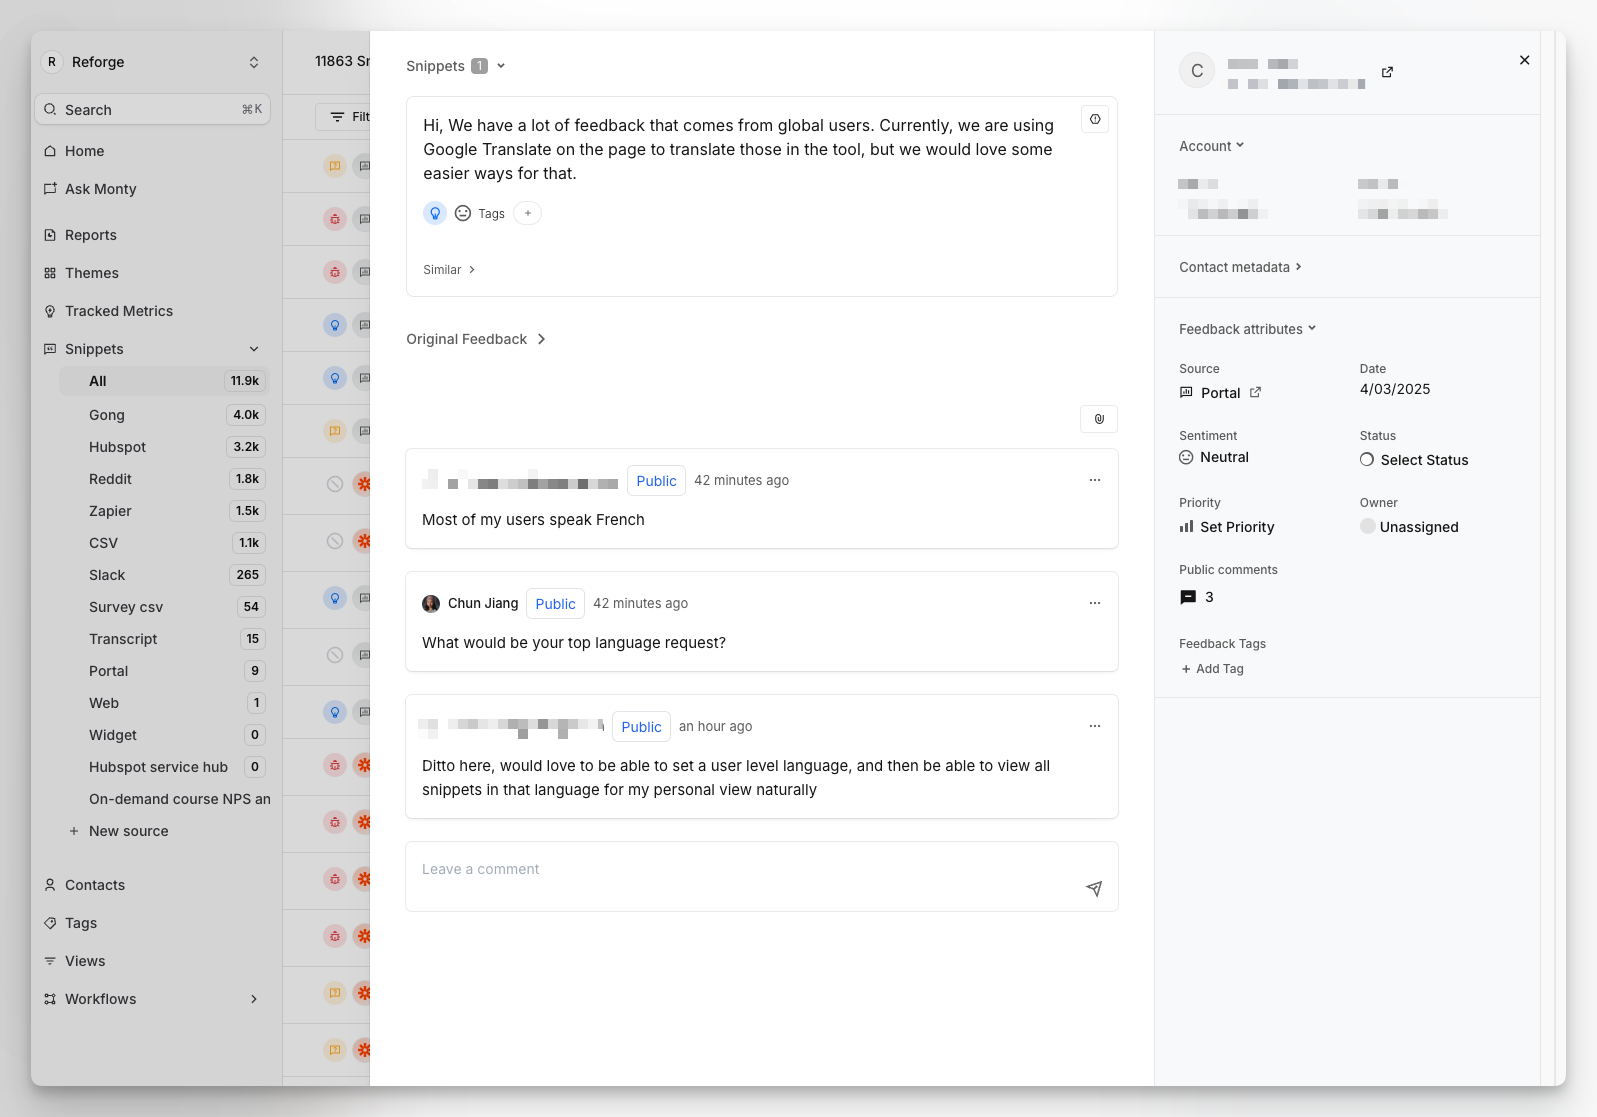 R Reforge
Search ⌘K
Home
Ask Monty
Reports
Themes
Tracked Metrics
Snippets
All 11.9k
Gong 4.0k
Hubspot 3.2k
Reddit 1.8k
Zapier 1.5k
CSV 1.1k
Slack 265
Survey csv 54
Transcript 15
Portal 9
Web 1
Widget 0
Hubspot service hub 0
On-demand course NPS an
+ New source
Contacts
Tags
Views
Workflows
11863 Sr
Filt
Snippets 1
Hi, We have a lot of feedback that comes from global users. Currently, we are using
Google Translate on the page to translate those in the tool, but we would love some
easier ways for that.
Tags +
Similar
Original Feedback
Public 42 minutes ago
Most of my users speak French
Chun Jiang Public 42 minutes ago
What would be your top language request?
Public an hour ago
Ditto here, would love to be able to set a user level language, and then be able to view all
snippets in that language for my personal view naturally
Leave a comment
C
Account
Contact metadata
Feedback attributes
Source Date
Portal 4/03/2025
Sentiment Status
Neutral Select Status
Priority Owner
Set Priority Unassigned
Public comments
3
Feedback Tags
+ Add Tag